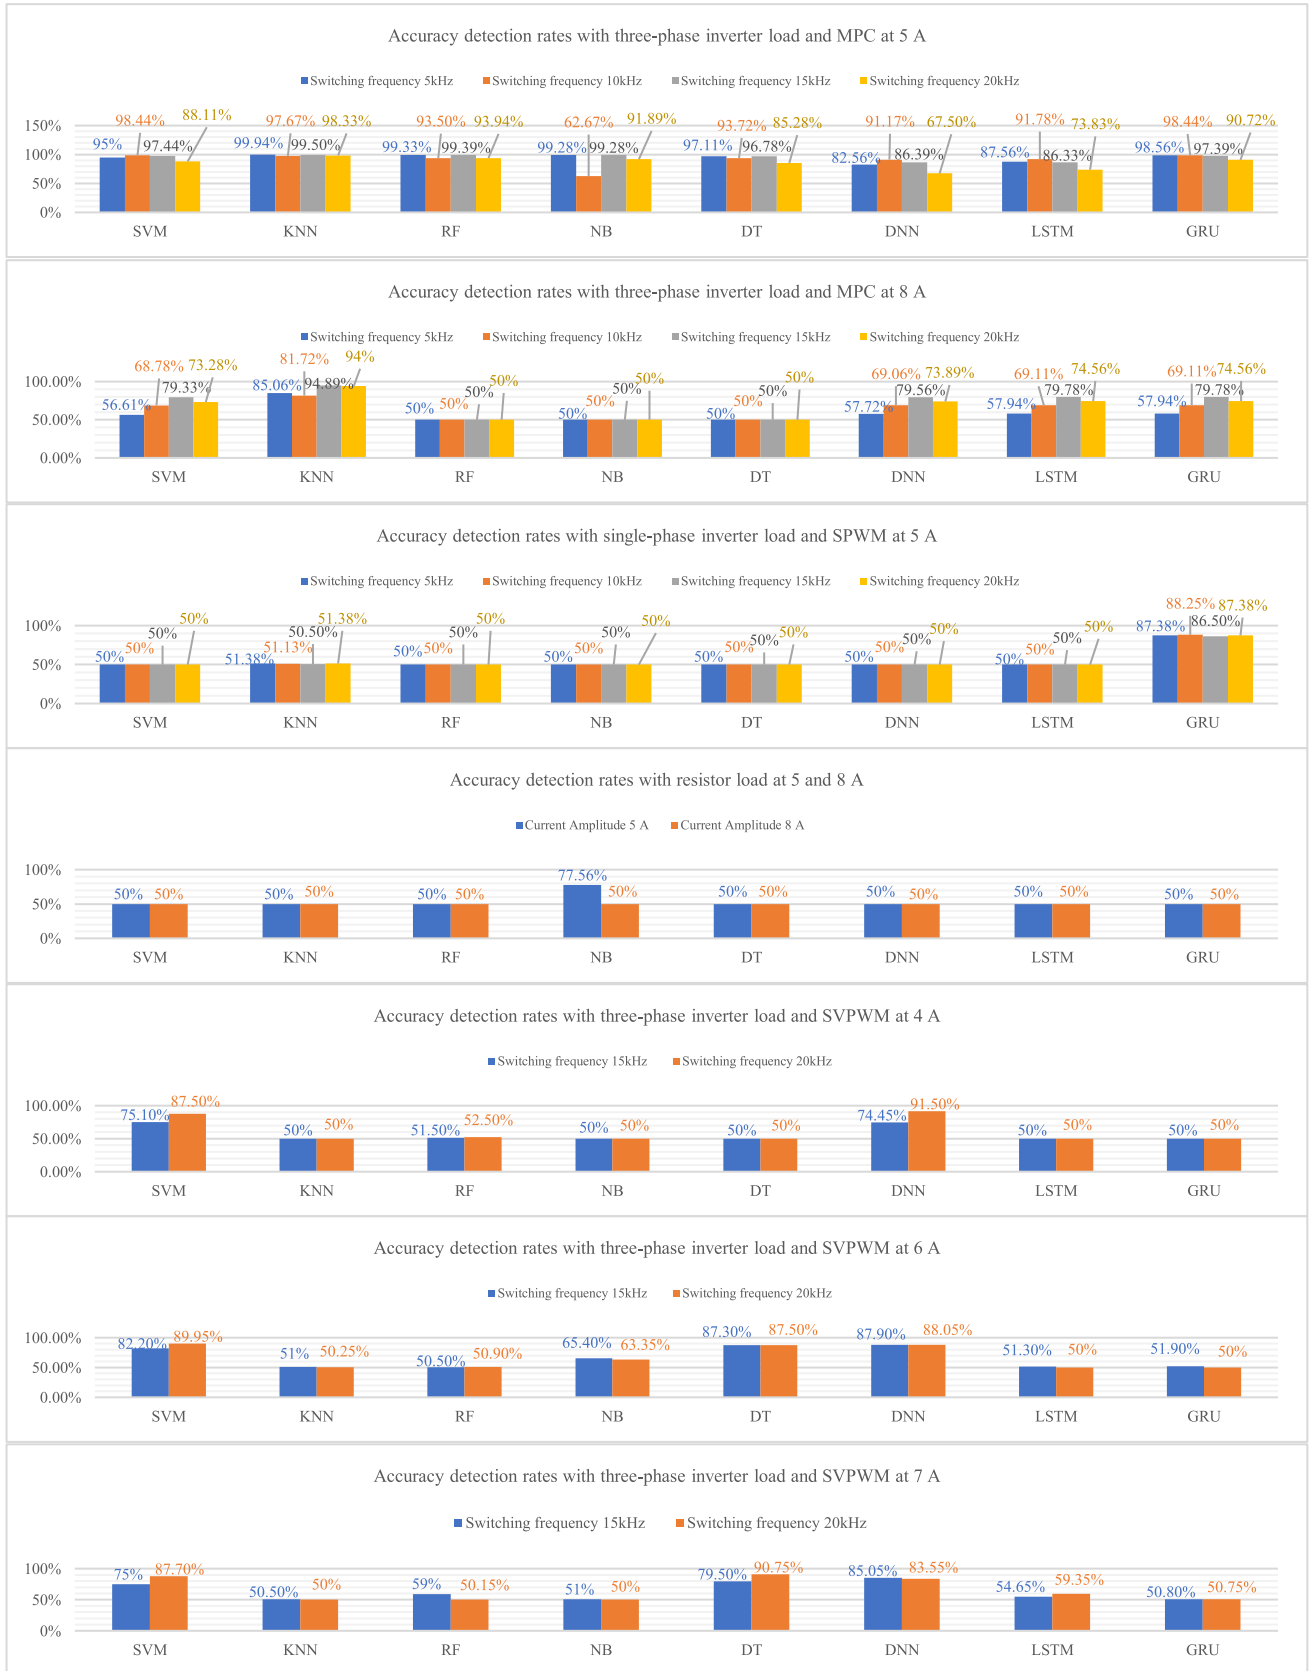 Accuracy detection rates with three-phase inverter load and MPC at 5 A
Switching frequency 5kHz Switching frequency 10kHz Switching frequency 15kHz Switching frequency 20kHz
98.44% 88.11% 97.67% 98.33% 93.50% 93.94% 62.67% 91.89% 93.72% 85.28% 91.17% 67.50% 91.78% 73.83% 98.44% 90.72%
150%
95% 97.44% 99.94% 99.50% 99.33% 99.39% 99.28% 99.28% 97.11% 96.78% 82.56% 86.39% 87.56% 86.33% 98.56% 97.39%
100%
50%
0%
SVM KNN RF NB DT DNN LSTM GRU
Accuracy detection rates with three-phase inverter load and MPC at 8 A
Switching frequency 5kHz Switching frequency 10kHz Switching frequency 15kHz Switching frequency 20kHz
68.78% 73.28% 81.72% 94% 50% 50% 50% 69.06% 73.89% 69.11% 74.56% 69.11% 74.56%
100.00%
56.61% 79.33% 85.06% 94.89% 50% 50% 50% 50% 50% 50% 50% 50% 50% 57.72% 79.56% 57.94% 79.78% 57.94% 79.78%
50.00%
0.00%
SVM KNN RF NB DT DNN LSTM GRU
Accuracy detection rates with single-phase inverter load and SPWM at 5 A
Switching frequency 5kHz Switching frequency 10kHz Switching frequency 15kHz Switching frequency 20kHz
88.25% 87.38%
50% 50% 50.50% 51.38% 50% 50% 50% 50% 50% 50% 50% 50% 50% 50% 87.38% 86.50%
100%
50% 50% 51.38% 51.13% 50% 50% 50% 50% 50% 50% 50% 50% 50% 50%
50%
0%
SVM KNN RF NB DT DNN LSTM GRU
Accuracy detection rates with resistor load at 5 and 8 A
Current Amplitude 5 A Current Amplitude 8 A
100%
50% 50% 50% 50% 50% 50% 77.56% 50% 50% 50% 50% 50% 50% 50% 50% 50%
50%
0%
SVM KNN RF NB DT DNN LSTM GRU
Accuracy detection rates with three-phase inverter load and SVPWM at 4 A
Switching frequency 15kHz Switching frequency 20kHz
100.00%
75.10% 87.50% 50% 50% 51.50% 52.50% 50% 50% 50% 50% 74.45% 91.50% 50% 50% 50% 50%
50.00%
0.00%
SVM KNN RF NB DT DNN LSTM GRU
Accuracy detection rates with three-phase inverter load and SVPWM at 6 A
Switching frequency 15kHz Switching frequency 20kHz
100.00%
82.20% 89.95% 51% 50.25% 50.50% 50.90% 65.40% 63.35% 87.30% 87.50% 87.90% 88.05% 51.30% 50% 51.90% 50%
50.00%
0.00%
SVM KNN RF NB DT DNN LSTM GRU
Accuracy detection rates with three-phase inverter load and SVPWM at 7 A
Switching frequency 15kHz Switching frequency 20kHz
100%
75% 87.70% 50.50% 50% 59% 50.15% 51% 50% 79.50% 90.75% 85.05% 83.55% 54.65% 59.35% 50.80% 50.75%
50%
0%
SVM KNN RF NB DT DNN LSTM GRU